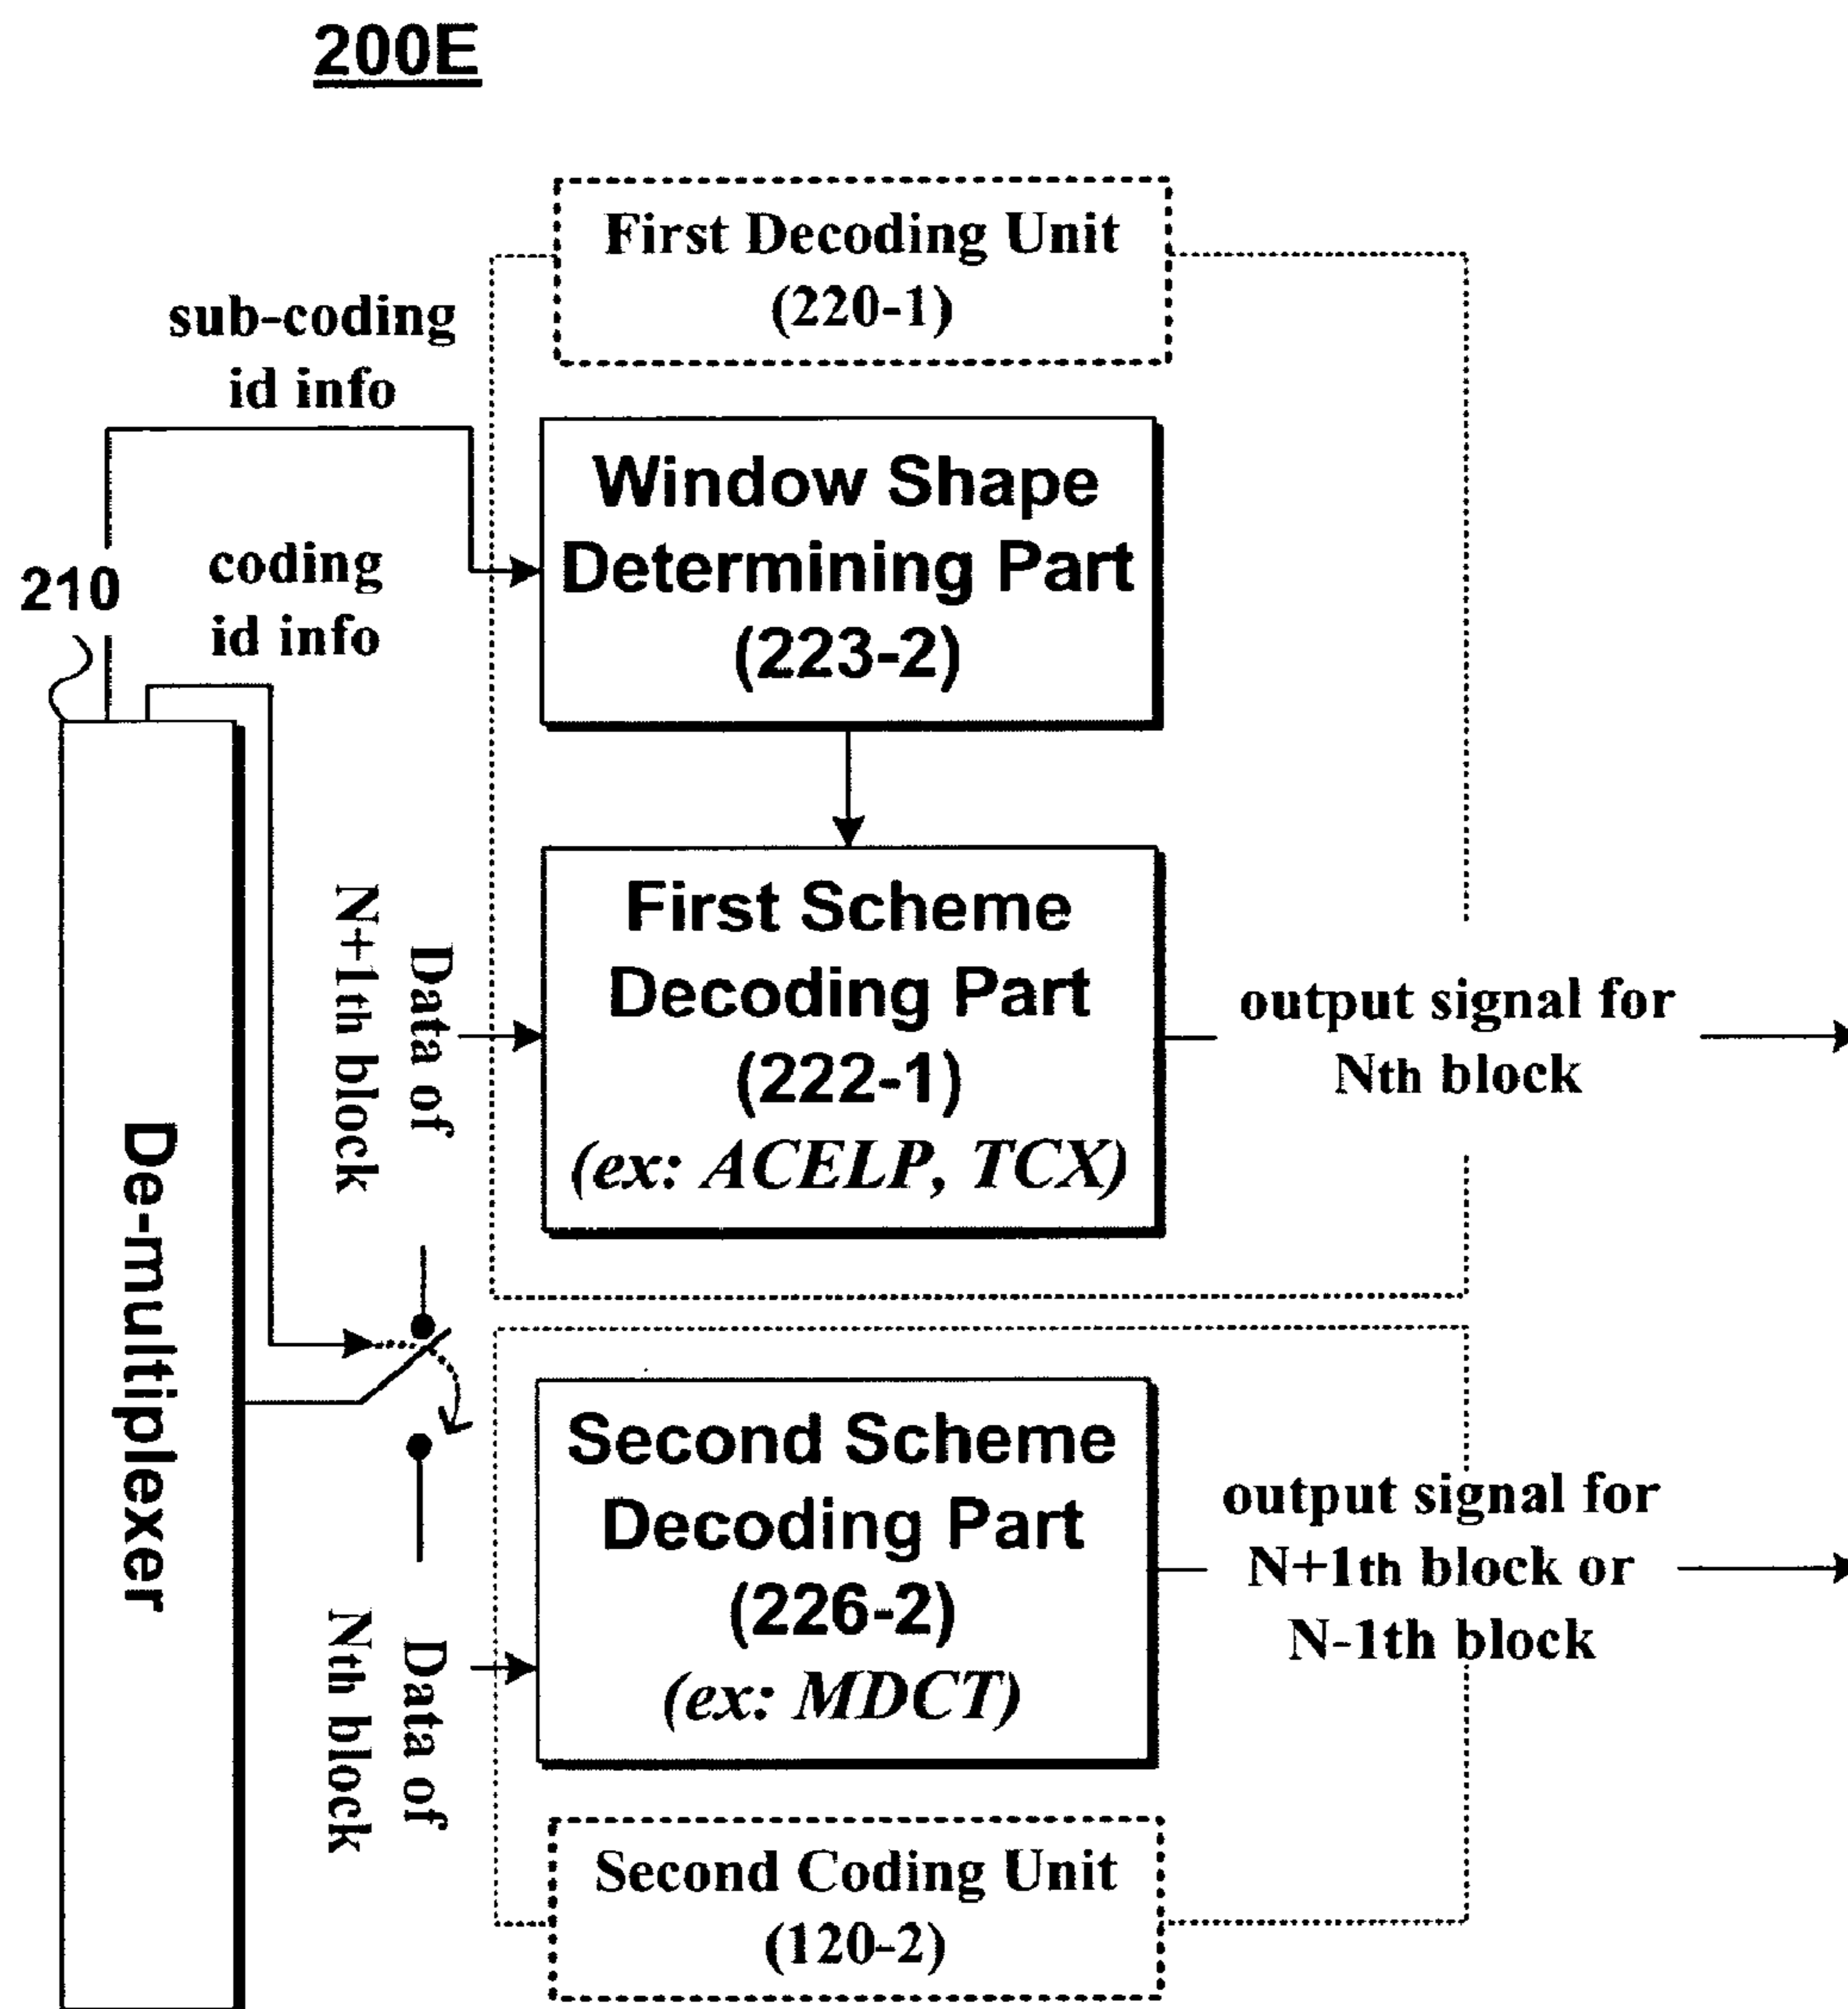 200E
First Decoding Unit
(220-1)
sub-coding
id info
Window Shape
Determining Part
(223-2)
210
coding
id info
First Scheme
Decoding Part
(222-1)
(ex: ACELP, TCX)
Data of
N+1th block
output signal for
Nth block
De-multiplexer
Second Scheme
Decoding Part
(226-2)
(ex: MDCT)
Data of
Nth block
output signal for
N+1th block or
N-1th block
Second Coding Unit
(120-2)